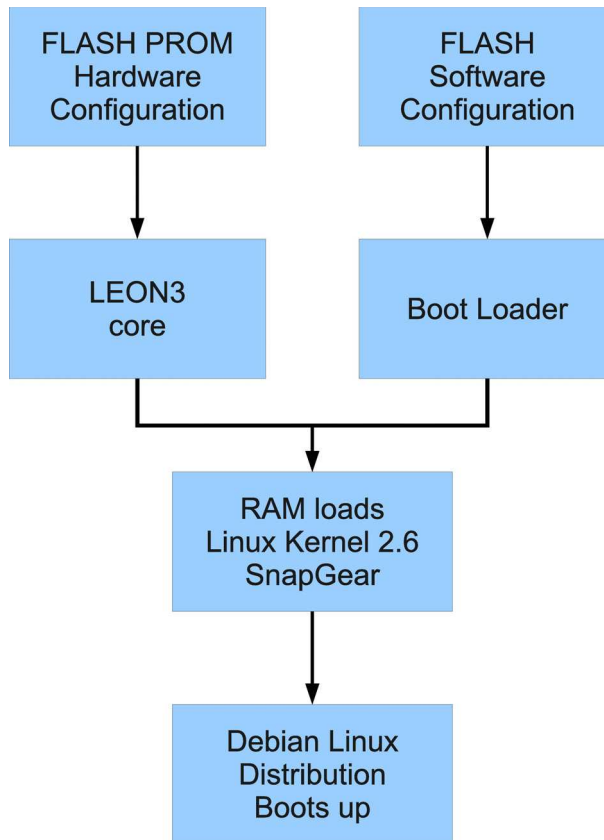 FLASH PROM
Hardware
Configuration
FLASH
Software
Configuration
LEON3
core
Boot Loader
RAM loads
Linux Kernel 2.6
SnapGear
Debian Linux
Distribution
Boots up